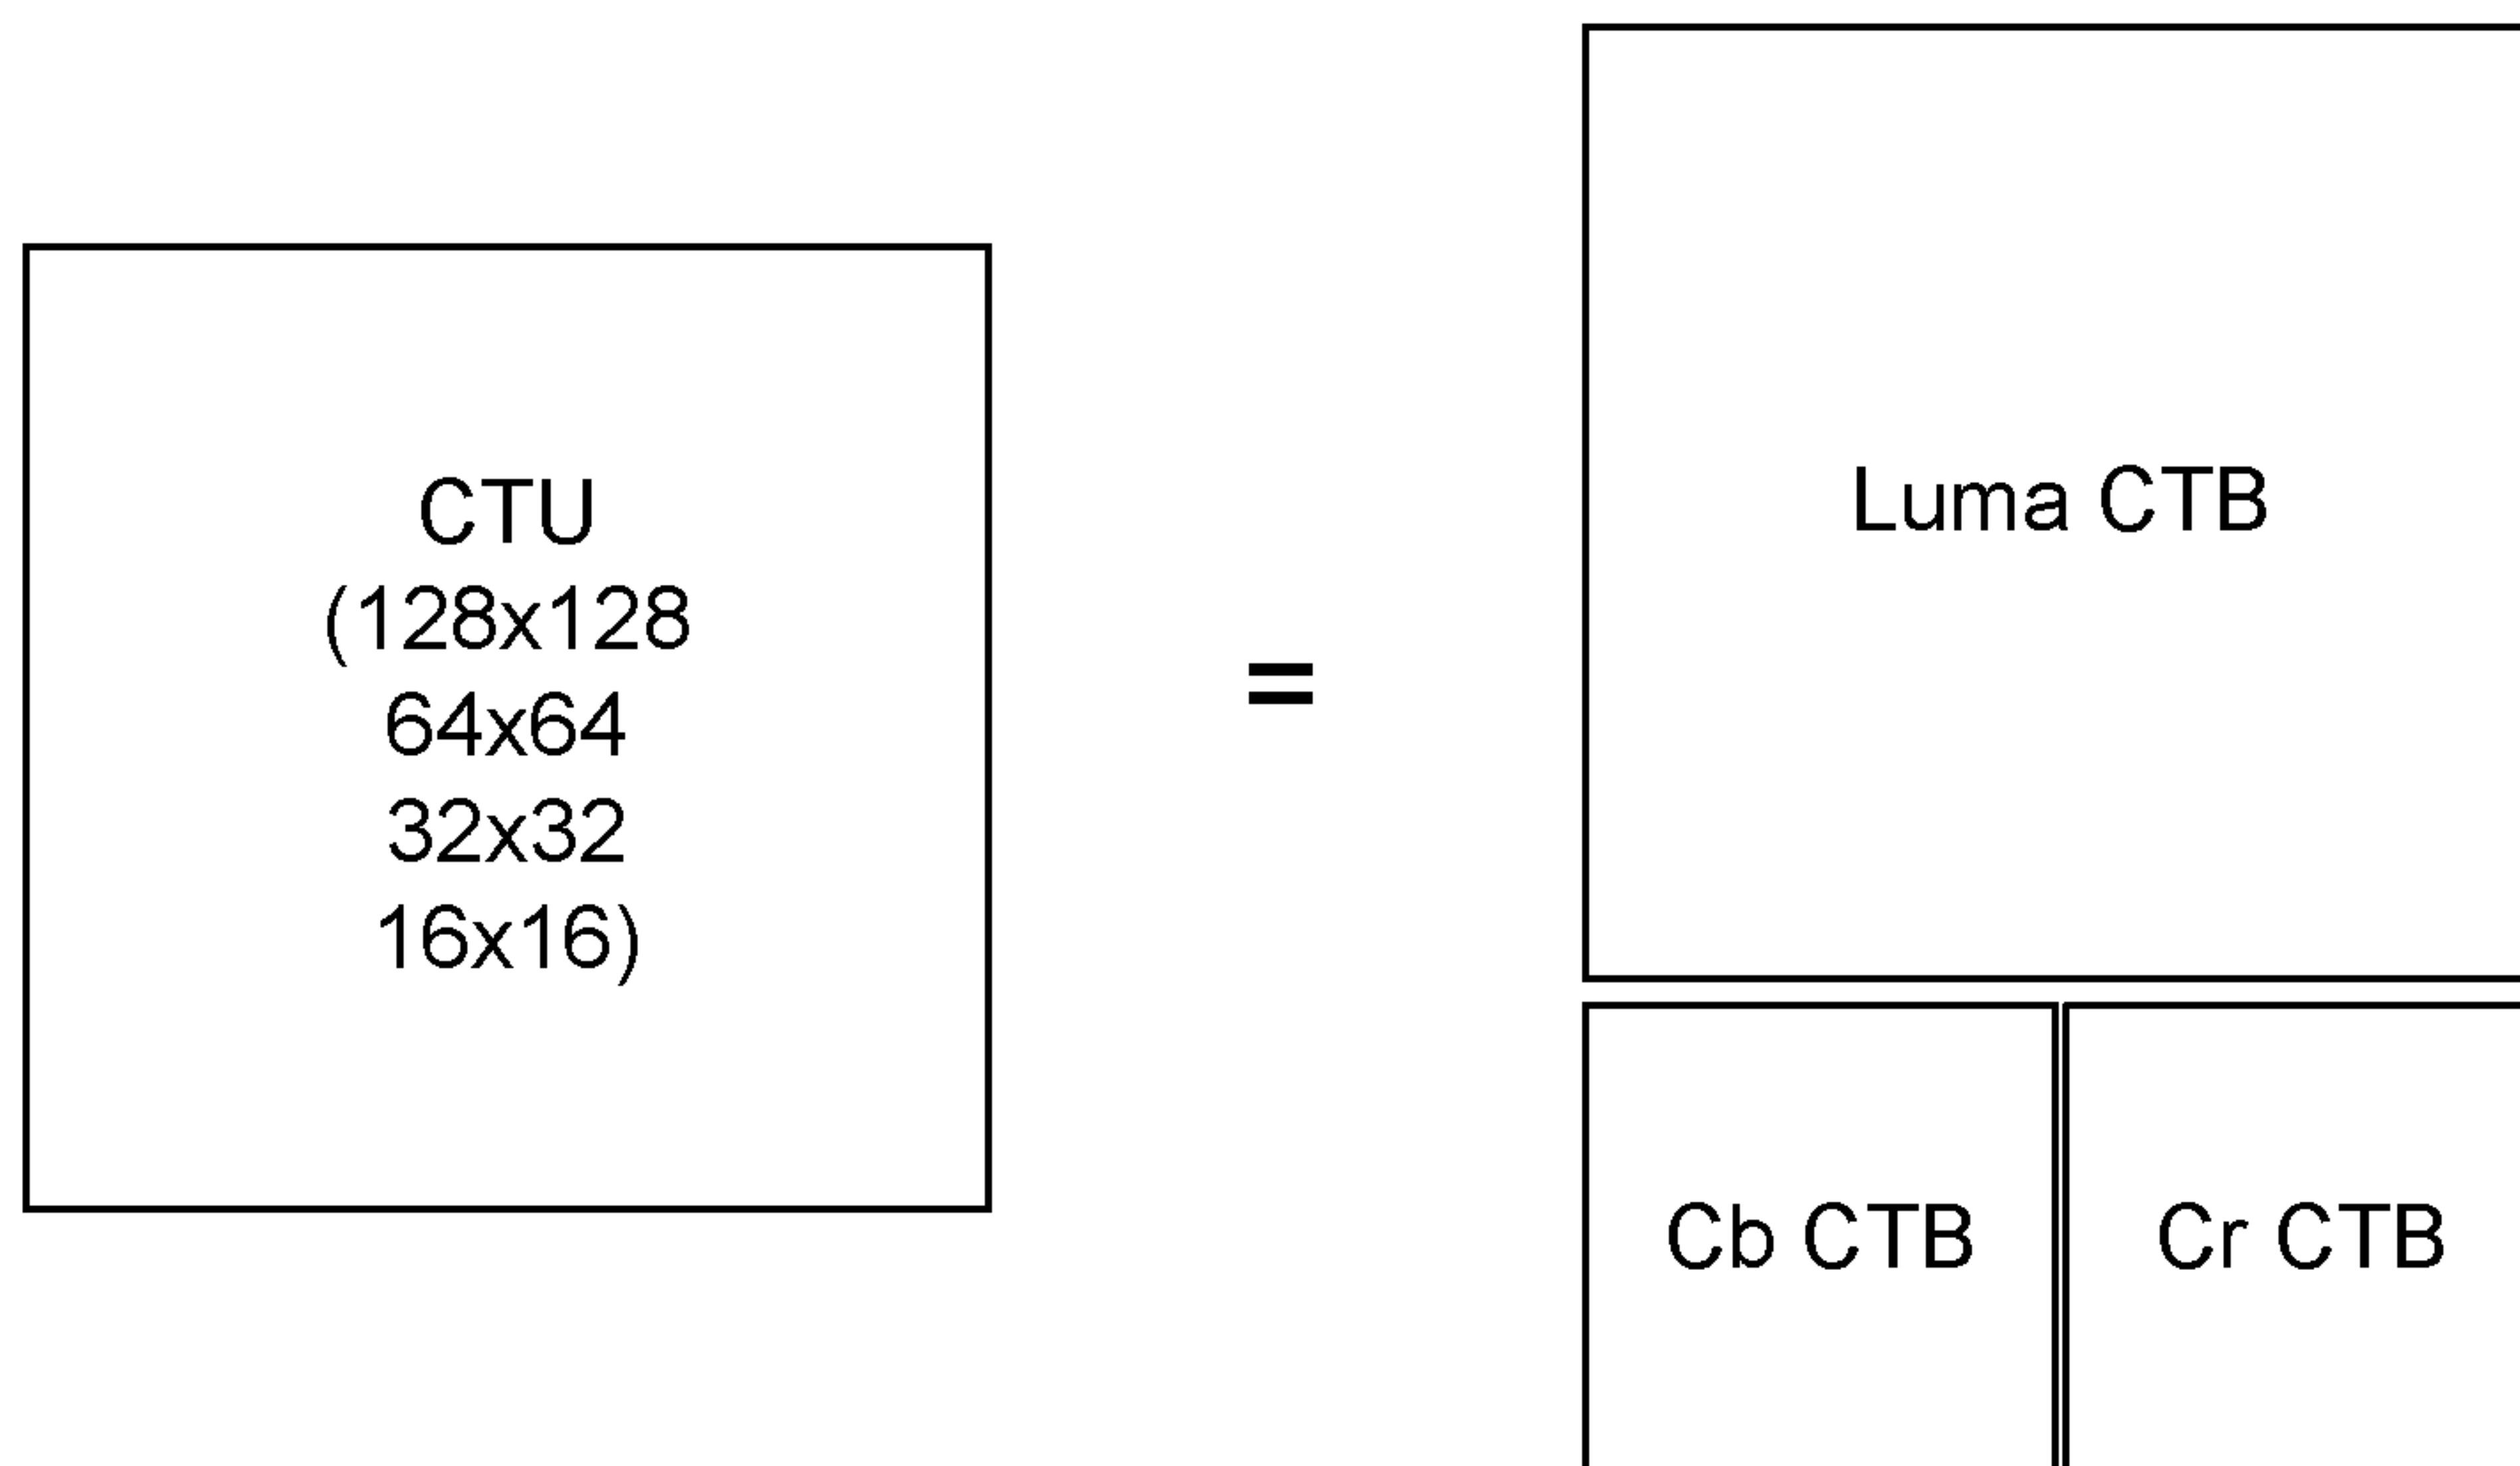 CTU
(128x128
64x64
32x32
16x16)
=
Luma CTB
Cb CTB
Cr CTB